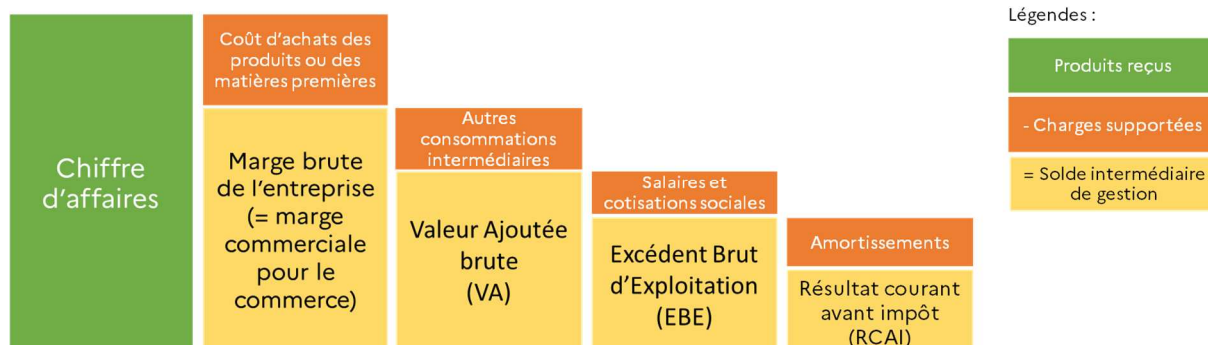 Chiffre
d’affaires
Coût d’achats des
produits ou des
matières premières
Marge brute
de l’entreprise
(= marge
commerciale
pour le
commerce)
Autres
consommations
intermédiaires
Valeur Ajoutée
brute
(VA)
Salaires et
cotisations sociales
Excédent Brut
d’Exploitation
(EBE)
Amortissements
Résultat courant
avant impôt
(RCAI)
Légendes :
Produits reçus
- Charges supportées
= Solde intermédiaire
de gestion